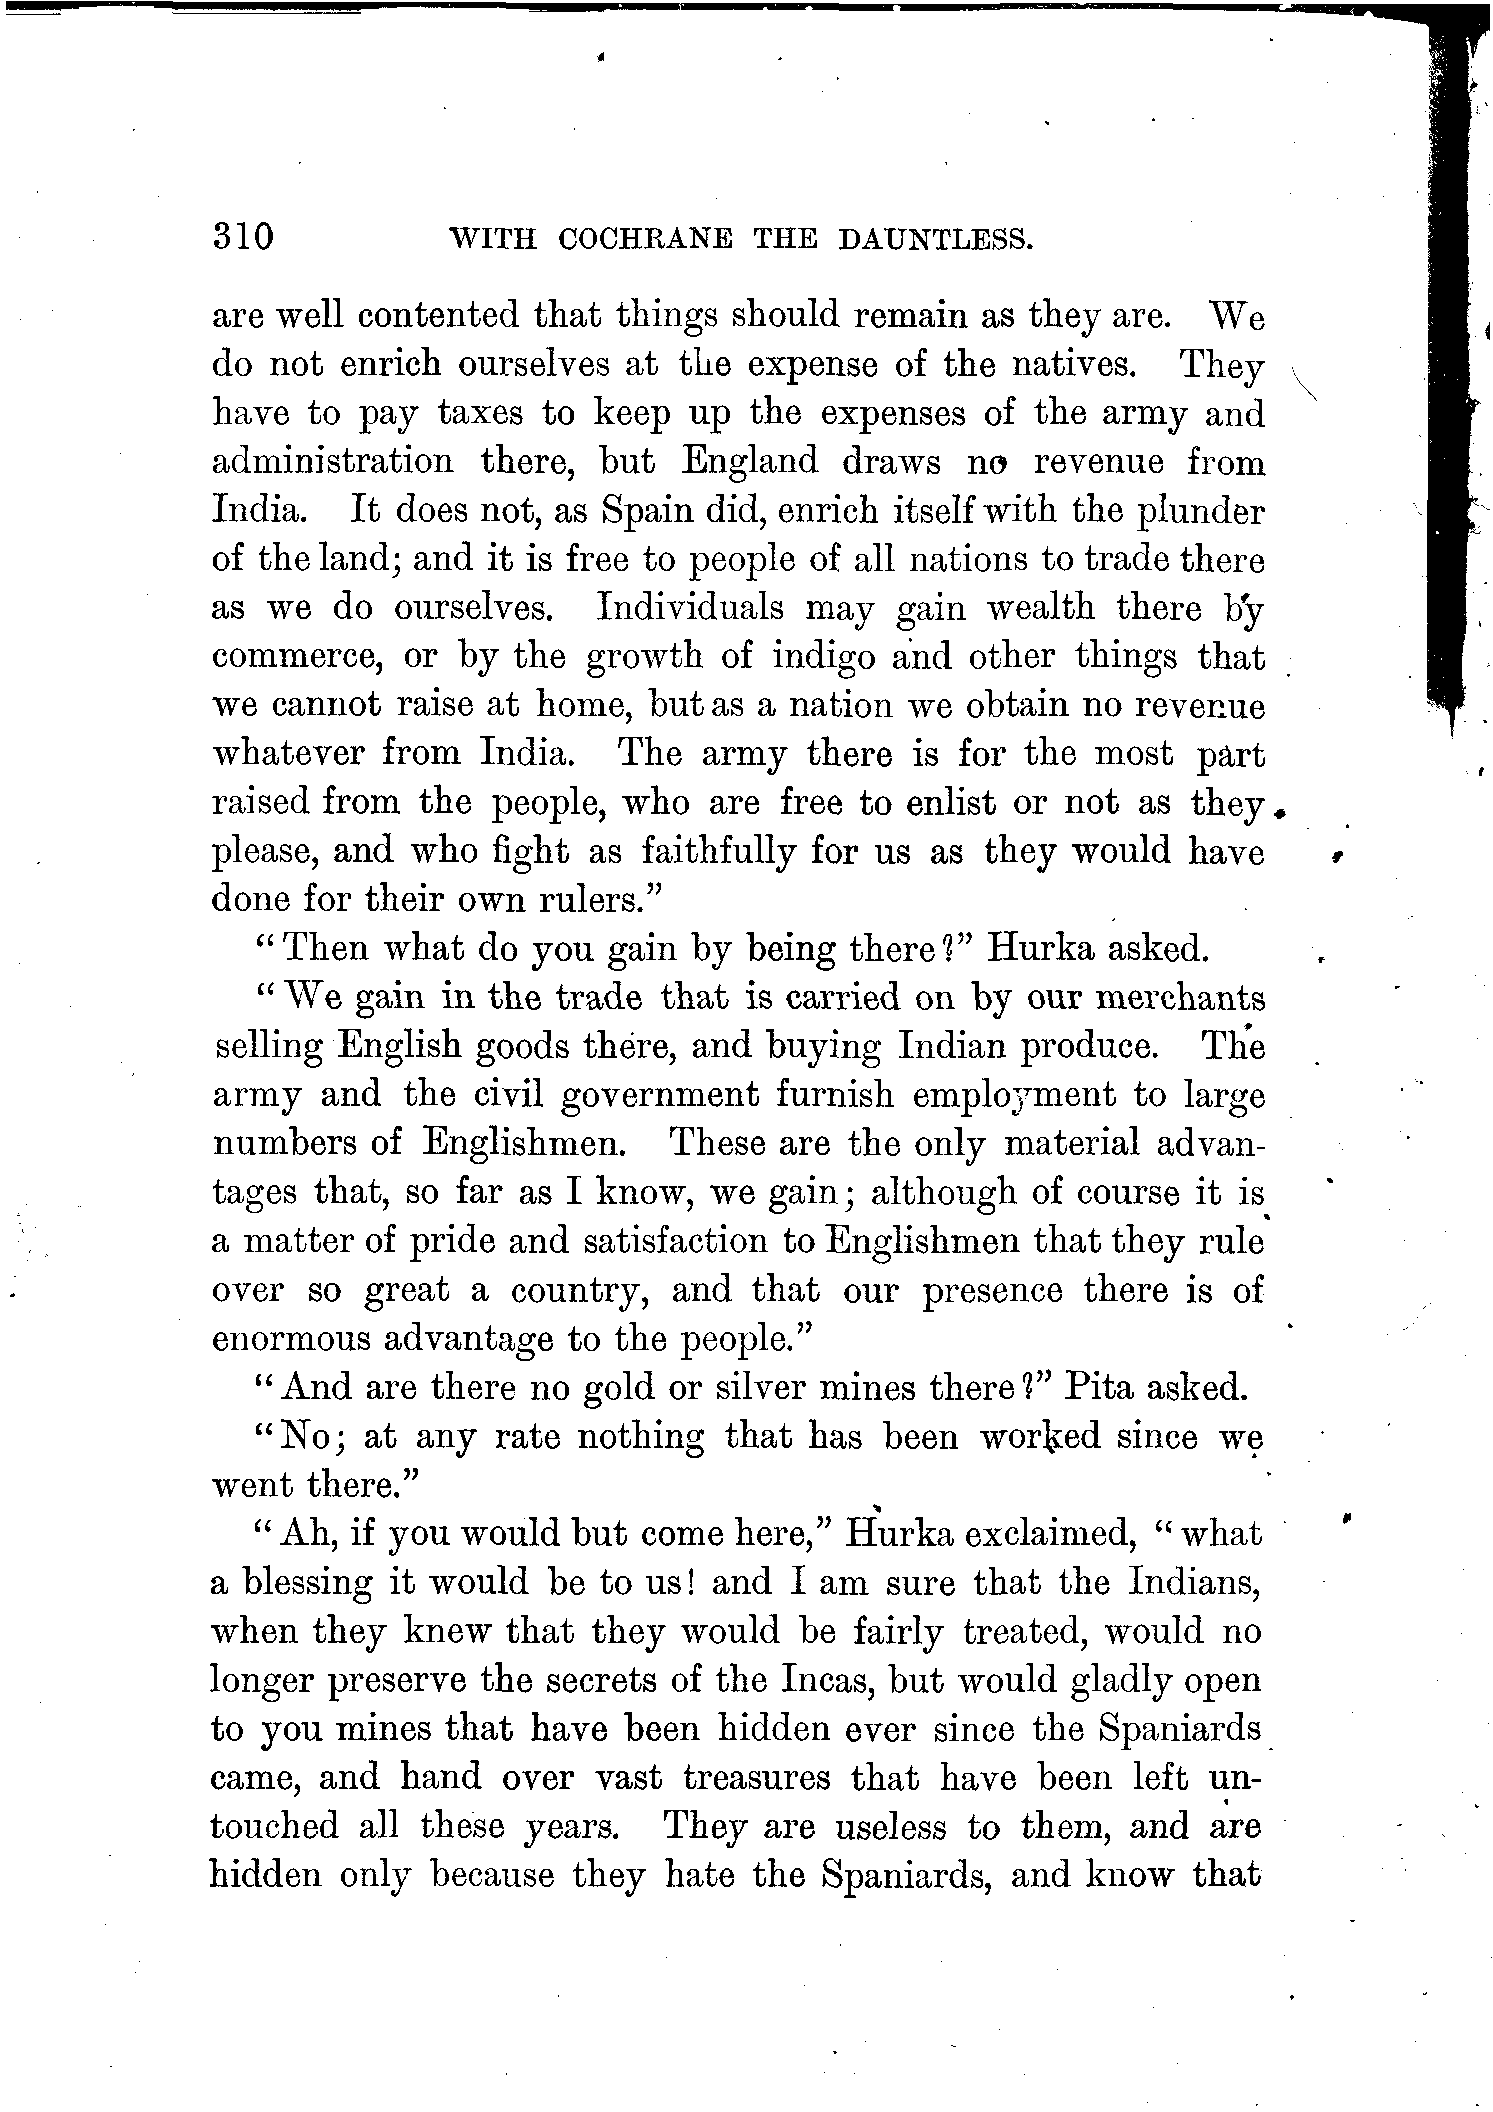 310 WITH COCHRANE THE DAUNTLESS.
are well contented that things should remain as they are. We
do not enrich ourselves at the expense of the natives. They
have to pay taxes to keep up the expenses of the army and
administration there, but England draws no revenue from
India. It does not, as Spain did, enrich itself with the plunder
of the land; and it is free to people of all nations to trade there
as we do ourselves. Individuals may gain wealth there by
commerce, or by the growth of indigo and other things that
we cannot raise at home, but as a nation we obtain no revenue
whatever from India. The army there is for the most part
raised from the people, who are free to enlist or not as they
please, and who fight as faithfully for us as they would have
done for their own rulers."
"Then what do you gain by being there?" Hurka asked.
"We gain in the trade that is carried on by our merchants
selling English goods there, and buying Indian produce. The
army and the civil government furnish employment to large
numbers of Englishmen. These are the only material advan-
tages that, so far as I know, we gain; although of course it is
a matter of pride and satisfaction to Englishmen that they rule
over so great a country, and that our presence there is of
enormous advantage to the people."
"And are there no gold or silver mines there?" Pita asked.
"No; at any rate nothing that has been worked since we
went there."
"Ah, if you would but come here," Hurka exclaimed, "what
a blessing it would be to us! and I am sure that the Indians,
when they knew that they would be fairly treated, would no
longer preserve the secrets of the Incas, but would gladly open
to you mines that have been hidden ever since the Spaniards
came, and hand over vast treasures that have been left un-
touched all these years. They are useless to them, and are
hidden only because they hate the Spaniards, and know that